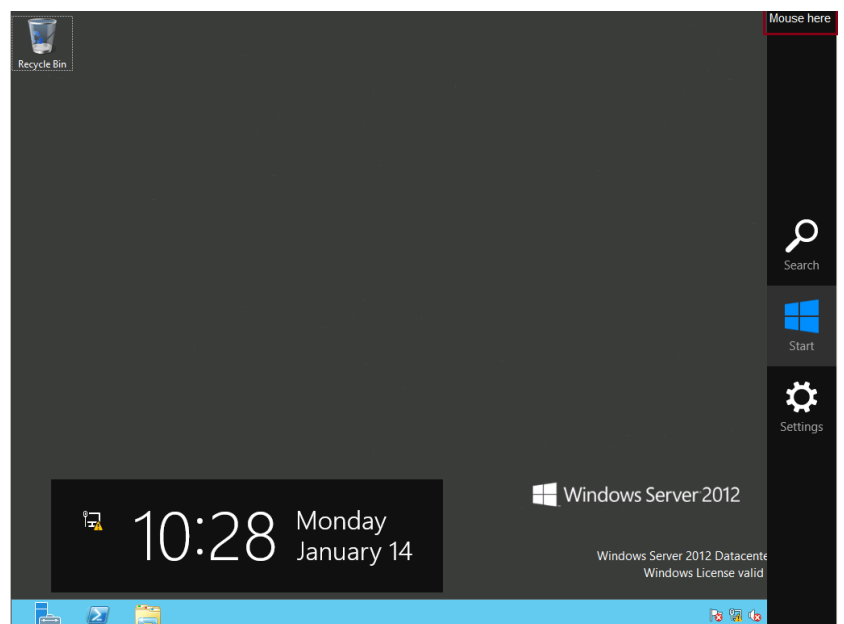 Mouse here
Recycle Bin
Search
Start
Settings
Windows Server 2012
10:28
Monday
January 14
Windows Server 2012 Datacente
Windows License valid